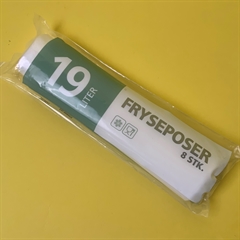 19
LITER
FRYSEPOSER
8 STK.